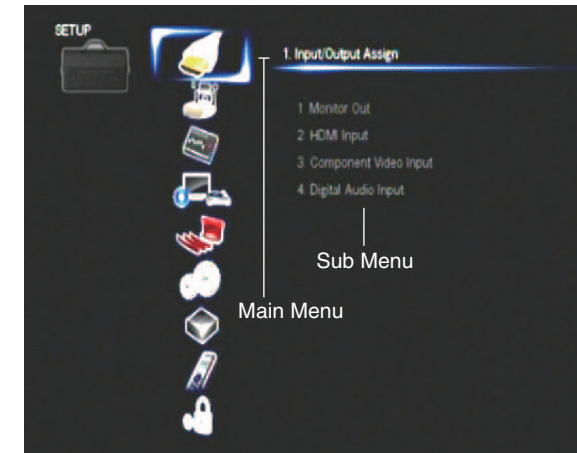 SETUP
1. Input/Output Assign
1 Monitor Out
2 HDMI Input
3 Component Video Input
4 Digital Audio Input
Sub Menu
Main Menu